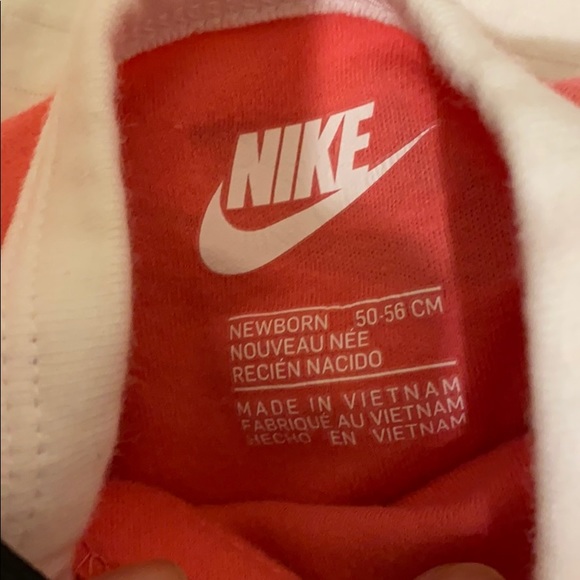 NIKE
NEWBORN 50-56 CM
NOUVEAU NÉE
RECIÉN NACIDO
MADE IN VIETNAM
FABRIQUÉ AU VIETNAM
HECHO EN VIETNAM